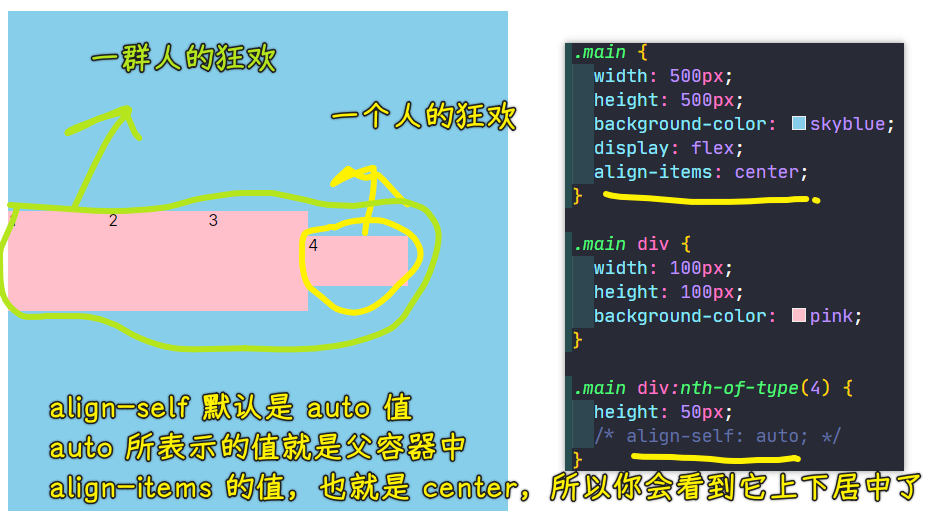 一群人的狂欢
一个人的狂欢
1 2 3 4
align-self 默认是 auto 值
auto 所表示的值就是父容器中
align-items 的值，也就是 center，所以你会看到它上下居中了
.main {
width: 500px;
height: 500px;
background-color: skyblue;
display: flex;
align-items: center;
}
.main div {
width: 100px;
height: 100px;
background-color: pink;
}
.main div:nth-of-type(4) {
height: 50px;
/* align-self: auto; */
}